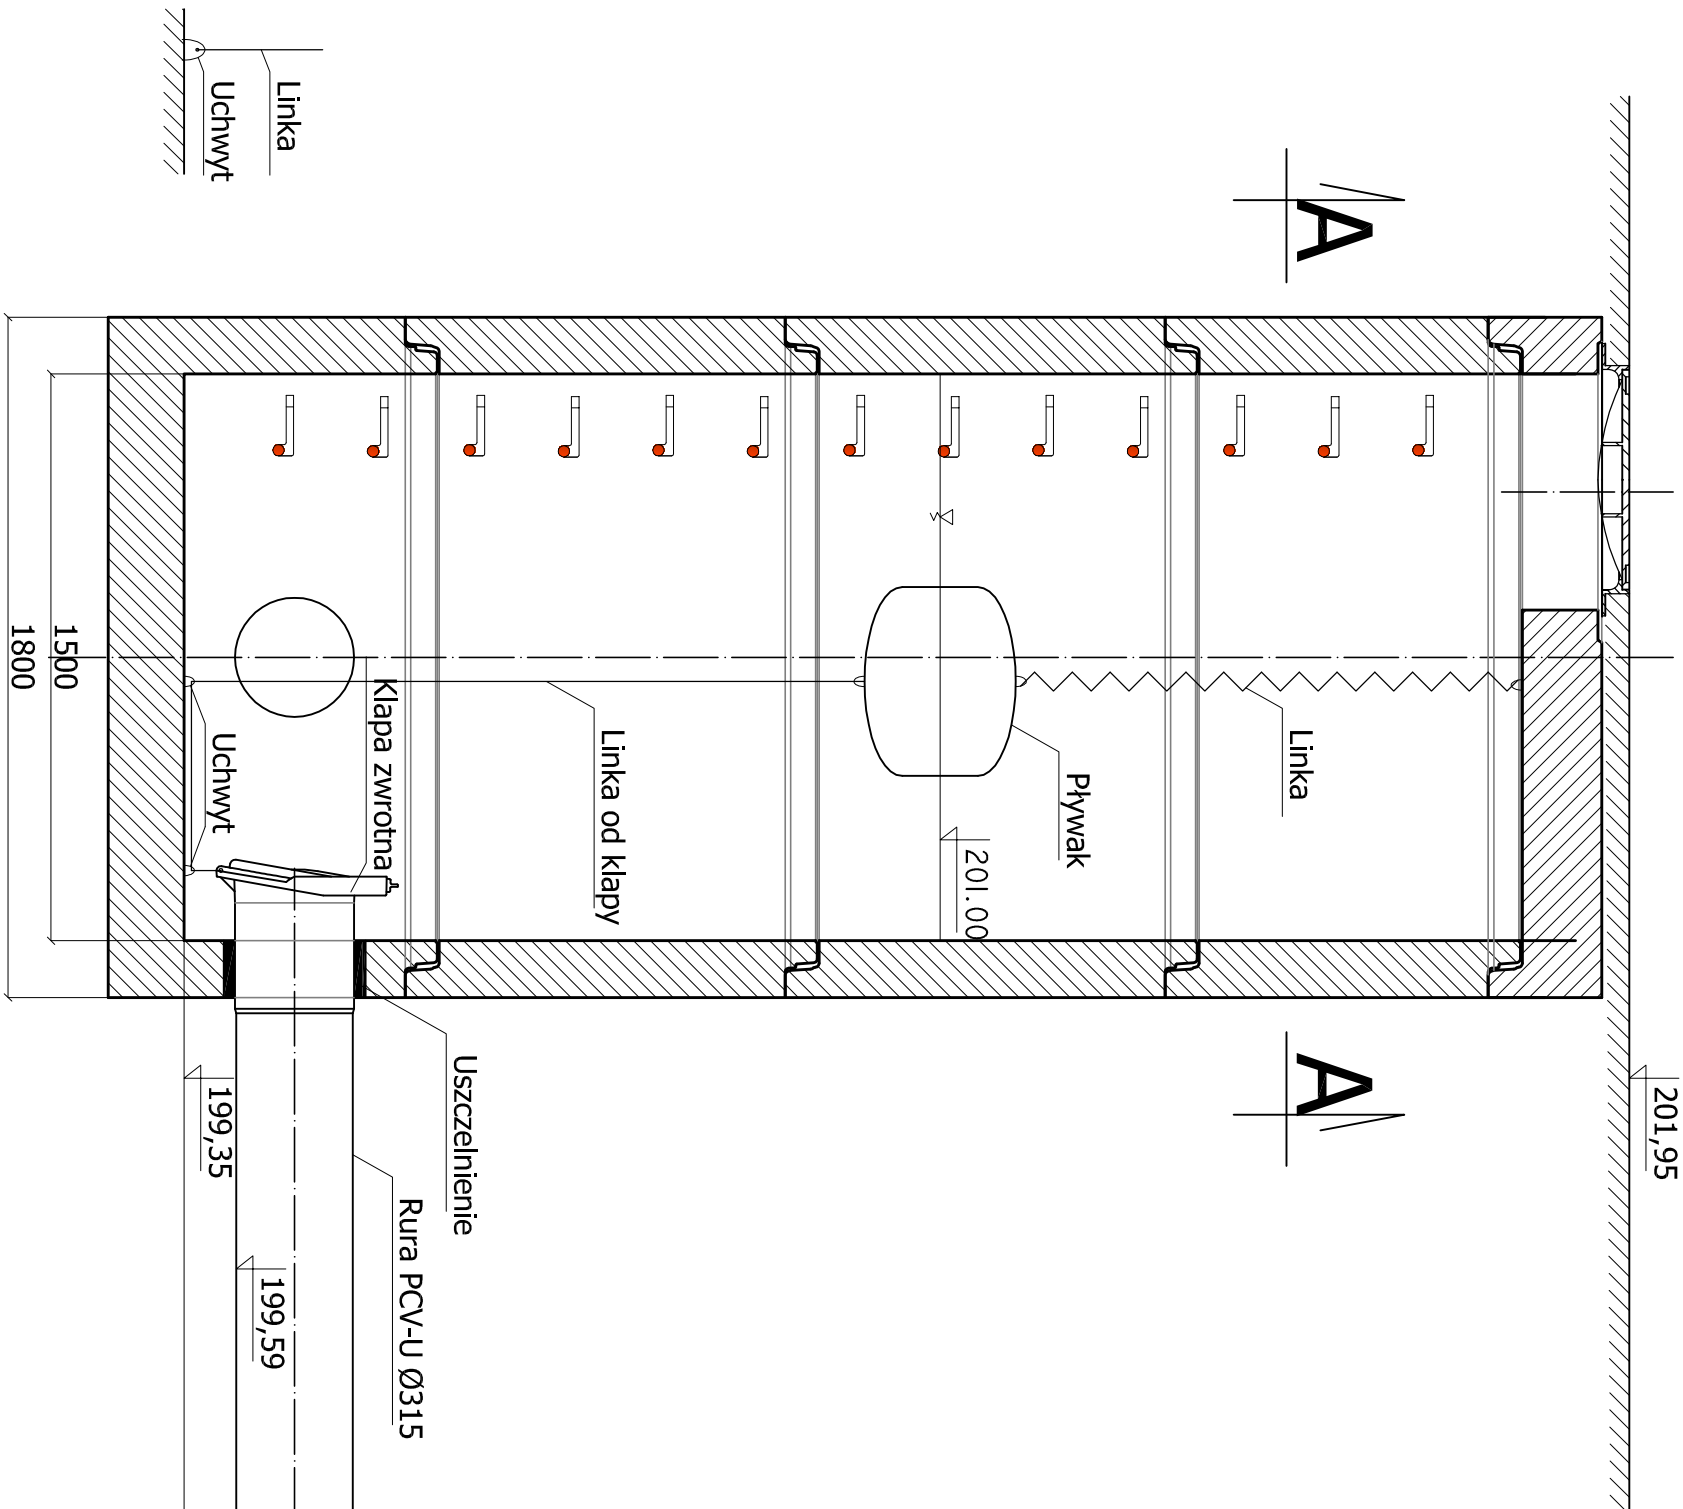 201,95
A
A
Linka
Pływak
201.00
Linka od klapy
Uszczelnienie
Rura PCV-U Ø315
Klapa zwrotna
Linka
Uchwyt
Uchwyt
199,59
199,35
1500
1800